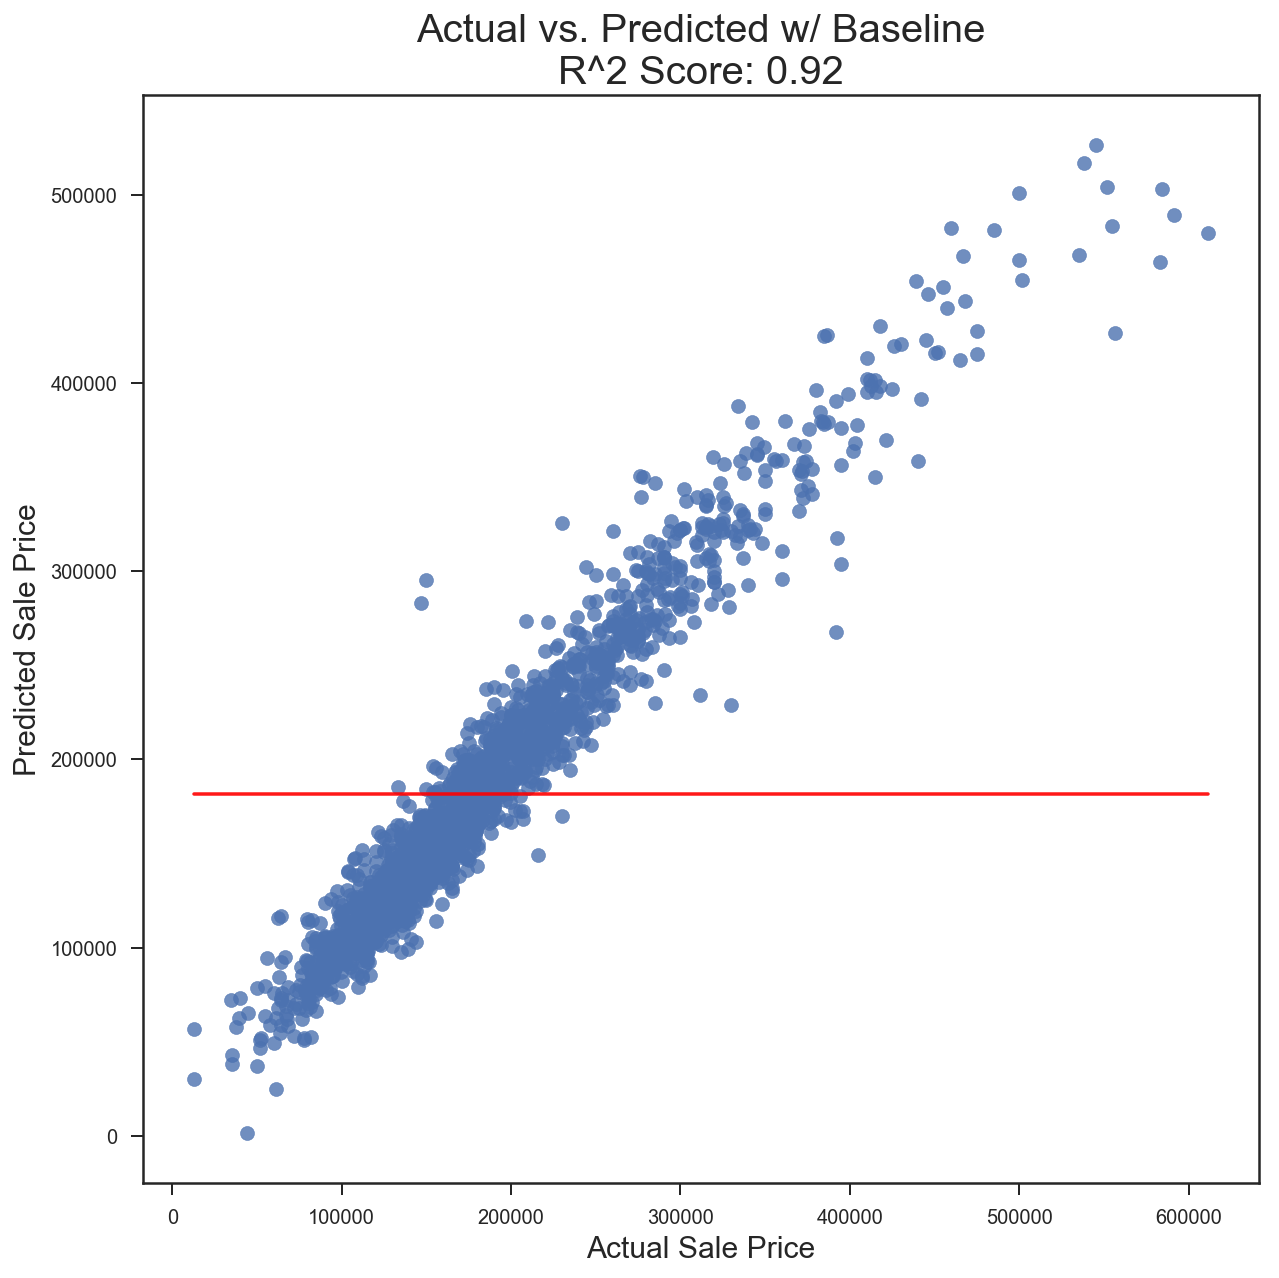 Actual vs. Predicted w/ Baseline
R^2 Score: 0.92
Predicted Sale Price
500000
400000
300000
200000
100000
0
0 100000 200000 300000 400000 500000 600000
Actual Sale Price